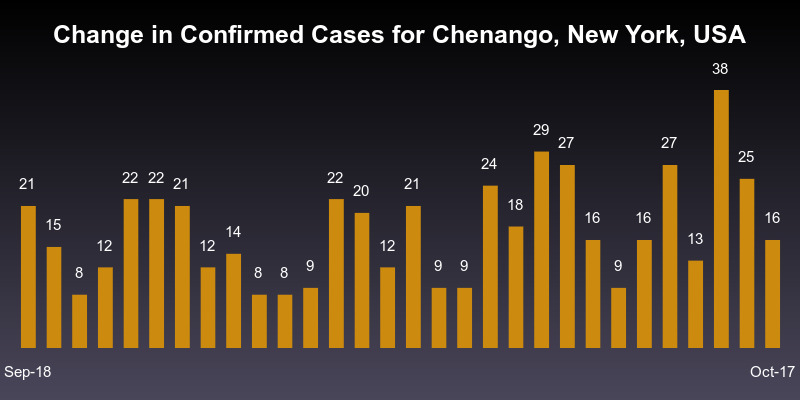 Change in Confirmed Cases for Chenango, New York, USA
21 15 8 12 22 22 21 12 14 8 8 9 22 20 12 21 9 9 24 18 29 27 16 9 16 27 13 38 25 16
Sep-18 Oct-17